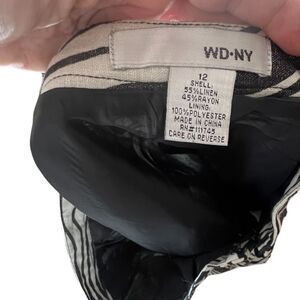 WD·NY
12
SHELL:
55%LINEN
45%RAYON
LINING:
100%POLYESTER
MADE IN CHINA
RN#111745
CARE ON REVERSE